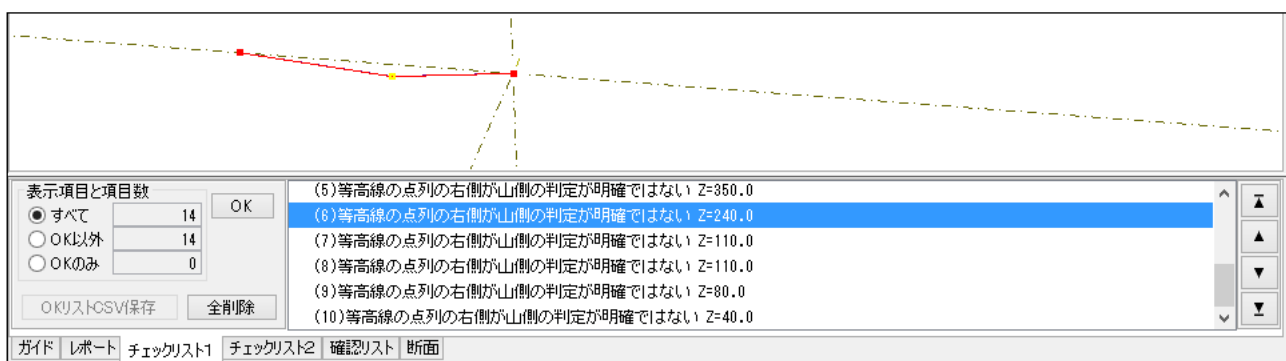 表示項目と項目数
すべて 14 OK
OK以外 14
OKのみ 0
OKリストCSV保存 全削除
(5)等高線の点列の右側が山側の判定が明確ではない Z=350.0
(6)等高線の点列の右側が山側の判定が明確ではない Z=240.0
(7)等高線の点列の右側が山側の判定が明確ではない Z=110.0
(8)等高線の点列の右側が山側の判定が明確ではない Z=110.0
(9)等高線の点列の右側が山側の判定が明確ではない Z=80.0
(10)等高線の点列の右側が山側の判定が明確ではない Z=40.0
ガイド レポート チェックリスト1 チェックリスト2 確認リスト 断面